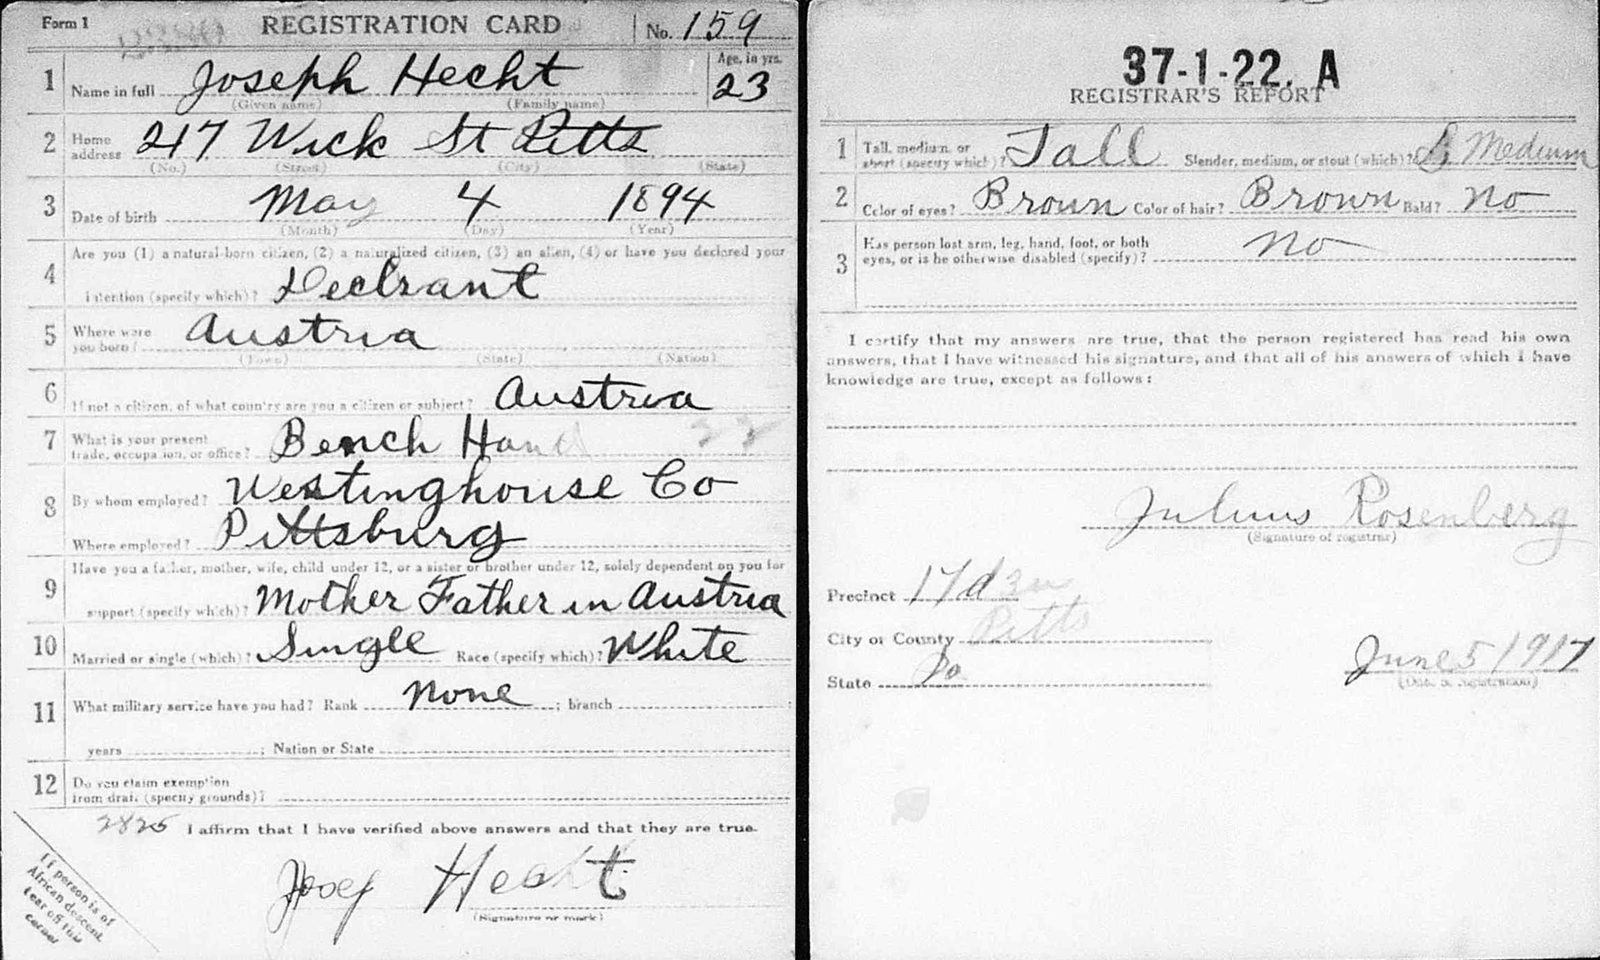 Form 1 REGISTRATION CARD No. 159
1 Name in full Joseph Hecht Age, in yrs. 23
(Given name) (Family name)
2 Home address 217 Wick St Pitts
(No.) (Street) (City) (State)
3 Date of birth May 4 1894
(Month) (Day) (Year)
4 Are you (1) a natural-born citizen, (2) a naturalized citizen, (3) an alien, (4) or have you declared your
intention (specify which)? Declrant
5 Where were you born? Austria
(Town) (State) (Nation)
6 If not a citizen, of what country are you a citizen or subject? Austria
7 What is your present trade, occupation, or office? Bench Hand 22
8 By whom employed? Westinghouse Co
Where employed? Pittsburg
9 Have you a father, mother, wife, child under 12, or a sister or brother under 12, solely dependent on you for
support (specify which)? Mother Father in Austria
10 Married or single (which)? Single Race (specify which)? White
11 What military service have you had? Rank None ; branch
years ; Nation or State
12 Do you claim exemption
from draft (specify grounds)?
2825 I affirm that I have verified above answers and that they are true.
Hecht
(Signature or mark)
If person is of
African descent
tear off this
corner
37-1-22. A
REGISTRAR'S REPORT
1 Tall, medium, or
short (specify which)? Tall Slender, medium, or stout (which)? Medium
2 Color of eyes? Brown Color of hair? Brown Bald? No
3 Has person lost arm, leg, hand, foot, or both
eyes, or is he otherwise disabled (specify)? No
I certify that my answers are true, that the person registered has read his own
answers, that I have witnessed his signature, and that all of his answers of which I have
knowledge are true, except as follows:
Julius Rosenberg
(Signature of registrar)
Precinct 17d
City or County Pitts
State Pa
June 5 1917
(Date of registration)